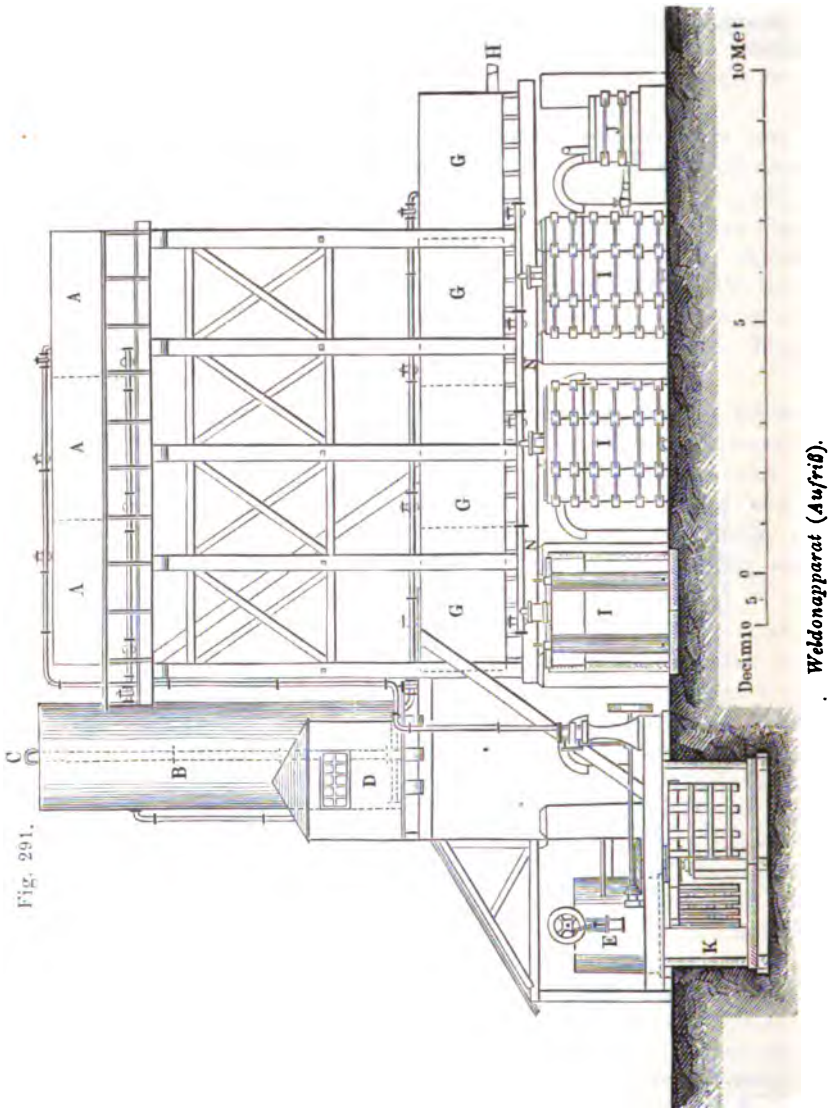 Fig. 291.
C
B
D
E
K
A A A
G G G G
H
N N
I I I J
Decim10 5 0 5 10 Met
Weldonapparat (Aufriß).